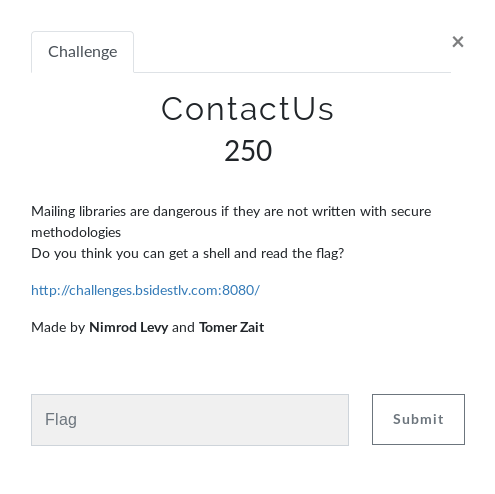 Challenge
×
ContactUs
250
Mailing libraries are dangerous if they are not written with secure
methodologies
Do you think you can get a shell and read the flag?
http://challenges.bsidestlv.com:8080/
Made by Nimrod Levy and Tomer Zait
Flag
Submit